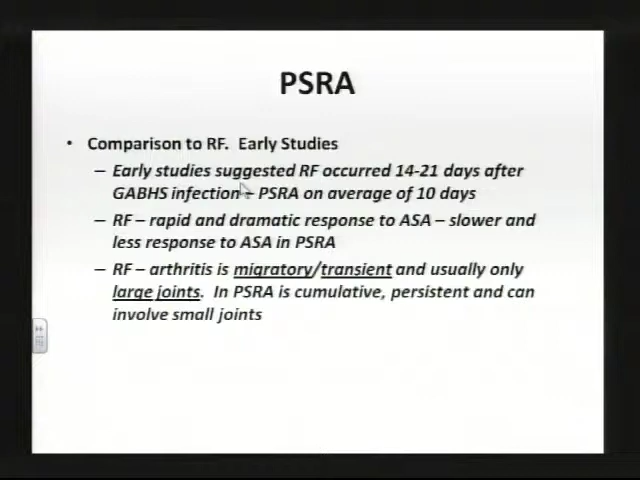 PSRA
• Comparison to RF.  Early Studies
– Early studies suggested RF occurred 14-21 days after
GABHS infection – PSRA on average of 10 days
– RF – rapid and dramatic response to ASA – slower and
less response to ASA in PSRA
– RF – arthritis is migratory/transient and usually only
large joints.  In PSRA is cumulative, persistent and can
involve small joints